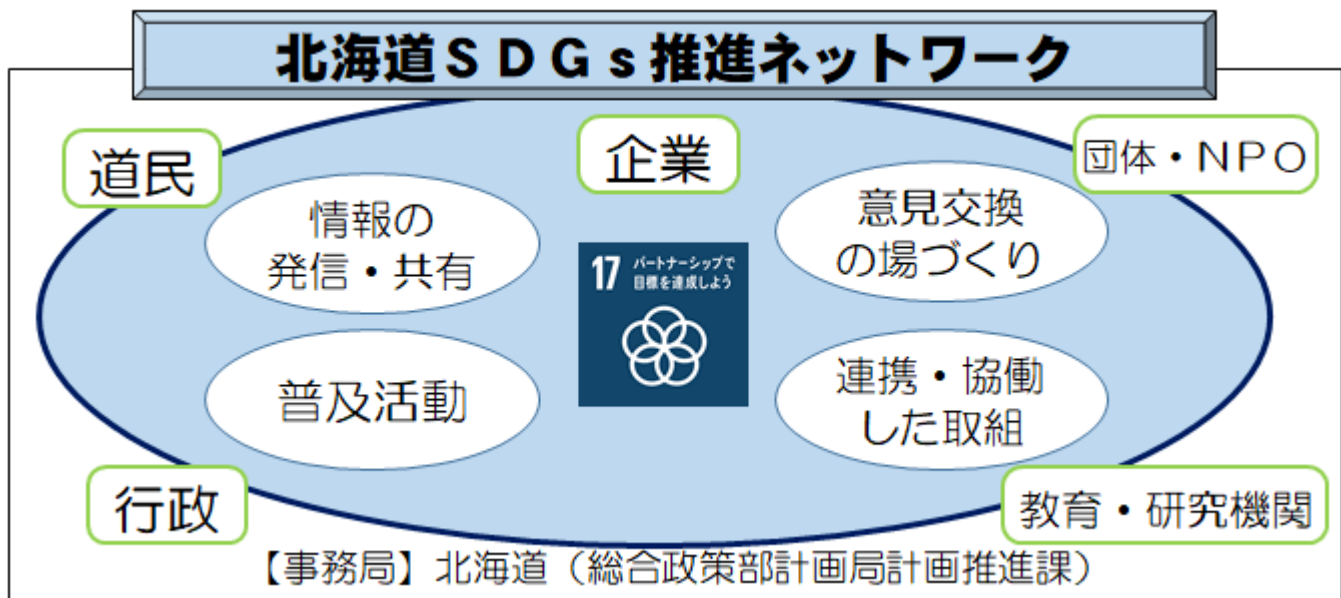 北海道ＳＤＧｓ推進ネットワーク
道民
企業
団体・ＮＰＯ
情報の
発信・共有
意見交換
の場づくり
17 パートナーシップで
目標を達成しよう
普及活動
連携・協働
した取組
行政
教育・研究機関
【事務局】北海道（総合政策部計画局計画推進課）